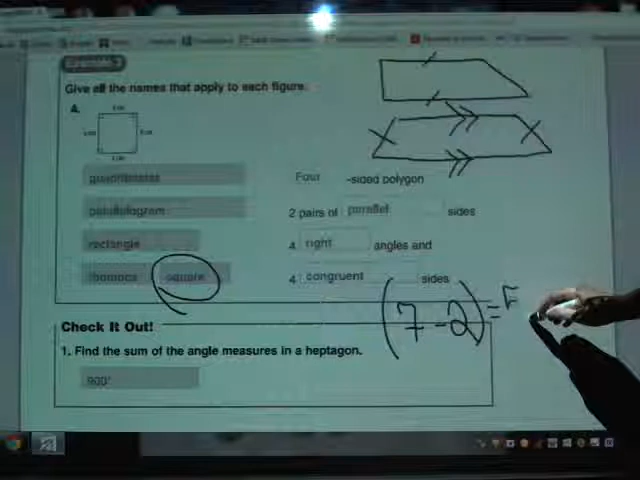 Example 3
Give all the names that apply to each figure.
A.
quadrilateral
Four -sided polygon
parallelogram
2 pairs of parallel sides
rectangle
4 right angles and
rhombus square
4 congruent sides
(7-2)=
Check It Out!
1. Find the sum of the angle measures in a heptagon.
900°